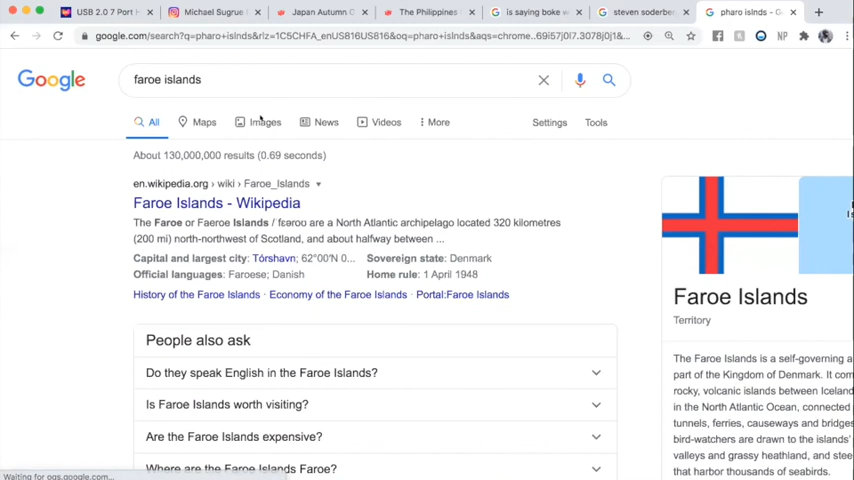 USB 2.0 7 Port H
Michael Sugrue
Japan Autumn C
The Philippines
is saying boke w
steven soderber
pharo islnds - G
google.com/search?q=pharo+islnds&rlz=1C5CHFA_enUS816US816&oq=pharo+islnds&aqs=chrome..69i57j0l7.3078j0j1&...
NP
Google
faroe islands
All
Maps
Images
News
Videos
More
Settings
Tools
About 130,000,000 results (0.69 seconds)
en.wikipedia.org › wiki › Faroe_Islands
Faroe Islands - Wikipedia
The Faroe or Faeroe Islands / fɛəroʊ are a North Atlantic archipelago located 320 kilometres
(200 mi) north-northwest of Scotland, and about halfway between ...
Capital and largest city: Tórshavn; 62°00′N 0... Sovereign state: Denmark
Official languages: Faroese; Danish Home rule: 1 April 1948
History of the Faroe Islands · Economy of the Faroe Islands · Portal:Faroe Islands
People also ask
Do they speak English in the Faroe Islands?
Is Faroe Islands worth visiting?
Are the Faroe Islands expensive?
Where are the Faroe Islands Faroe?
Faroe Islands
Territory
The Faroe Islands is a self-governing a
part of the Kingdom of Denmark. It com
rocky, volcanic islands between Iceland
in the North Atlantic Ocean, connected
tunnels, ferries, causeways and bridges
bird-watchers are drawn to the islands'
valleys and grassy heathland, and stee
that harbor thousands of seabirds.
Waiting for ogs.google.com...